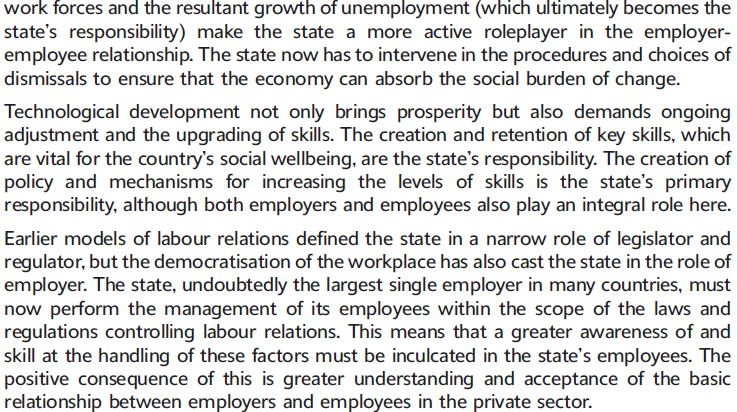 work forces and the resultant growth of unemployment (which ultimately becomes the
state's responsibility) make the state a more active roleplayer in the employer-
employee relationship. The state now has to intervene in the procedures and choices of
dismissals to ensure that the economy can absorb the social burden of change.
Technological development not only brings prosperity but also demands ongoing
adjustment and the upgrading of skills. The creation and retention of key skills, which
are vital for the country's social wellbeing, are the state's responsibility. The creation of
policy and mechanisms for increasing the levels of skills is the state's primary
responsibility, although both employers and employees also play an integral role here.
Earlier models of labour relations defined the state in a narrow role of legislator and
regulator, but the democratisation of the workplace has also cast the state in the role of
employer. The state, undoubtedly the largest single employer in many countries, must
now perform the management of its employees within the scope of the laws and
regulations controlling labour relations. This means that a greater awareness of and
skill at the handling of these factors must be inculcated in the state's employees. The
positive consequence of this is greater understanding and acceptance of the basic
relationship between employers and employees in the private sector.